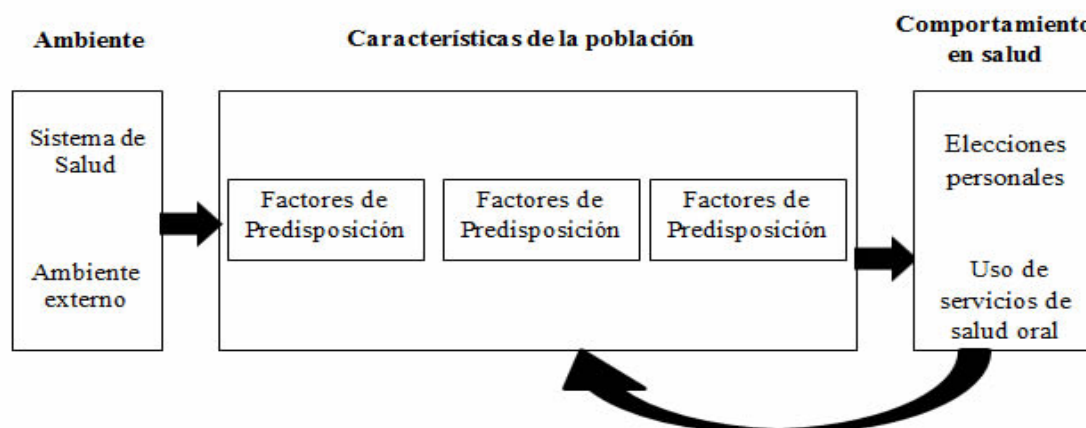 Ambiente
Características de la población
Comportamiento
en salud
Sistema de
Salud
Ambiente
externo
Factores de
Predisposición
Factores de
Predisposición
Factores de
Predisposición
Elecciones
personales
Uso de
servicios de
salud oral